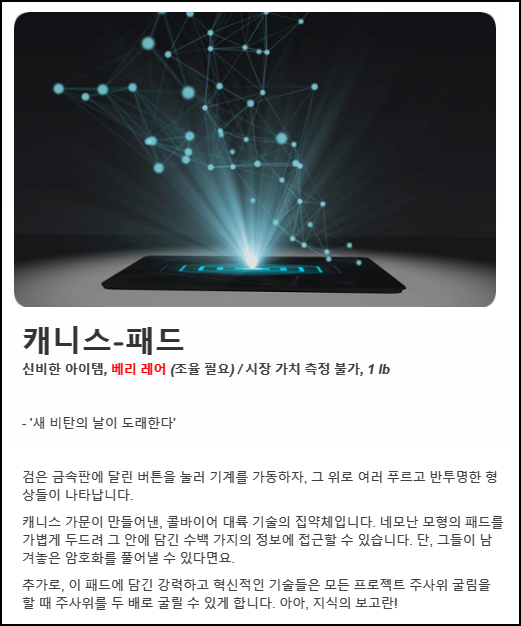 캐니스-패드
신비한 아이템, 베리 레어 (조율 필요) / 시장 가치 측정 불가, 1 lb
- '새 비탄의 날이 도래한다'
검은 금속판에 달린 버튼을 눌러 기계를 가동하자, 그 위로 여러 푸르고 반투명한 형
상들이 나타납니다.
캐니스 가문이 만들어낸, 콜바이어 대륙 기술의 집약체입니다. 네모난 모형의 패드를
가볍게 두드려 그 안에 담긴 수백 가지의 정보에 접근할 수 있습니다. 단, 그들이 남
겨놓은 암호화를 풀어낼 수 있다면요.
추가로, 이 패드에 담긴 강력하고 혁신적인 기술들은 모든 프로젝트 주사위 굴림을
할 때 주사위를 두 배로 굴릴 수 있게 합니다. 아아, 지식의 보고란!